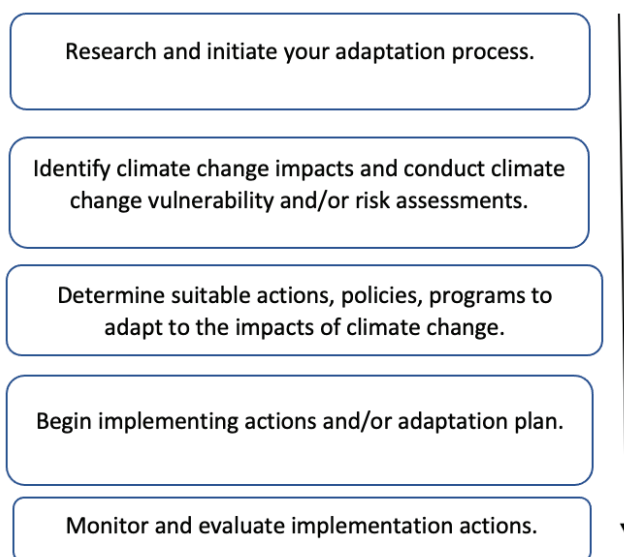 Research and initiate your adaptation process.
Identify climate change impacts and conduct climate
change vulnerability and/or risk assessments.
Determine suitable actions, policies, programs to
adapt to the impacts of climate change.
Begin implementing actions and/or adaptation plan.
Monitor and evaluate implementation actions.